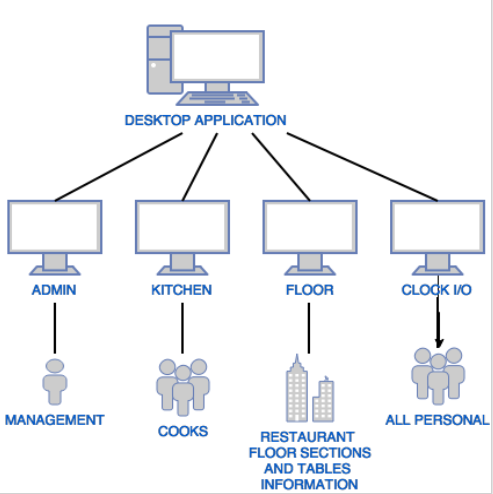 DESKTOP APPLICATION
ADMIN
KITCHEN
FLOOR
CLOCK I/O
MANAGEMENT
COOKS
RESTAURANT
FLOOR SECTIONS
AND TABLES
INFORMATION
ALL PERSONAL